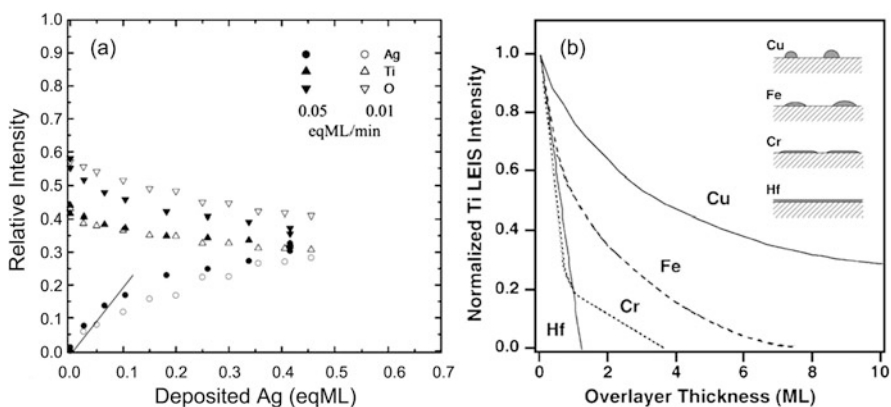 (a)
Relative Intensity
1.0
0.9
0.8
0.7
0.6
0.5
0.4
0.3
0.2
0.1
0.0
Ag
Ti
O
0.05 0.01
eqML/min
0.0 0.1 0.2 0.3 0.4 0.5 0.6 0.7
Deposited Ag (eqML)
(b)
Normalized Ti LEIS Intensity
1.0
0.8
0.6
0.4
0.2
0.0
Cu
Fe
Cr
Hf
Cu
Fe
Cr
Hf
0 2 4 6 8 10
Overlayer Thickness (ML)